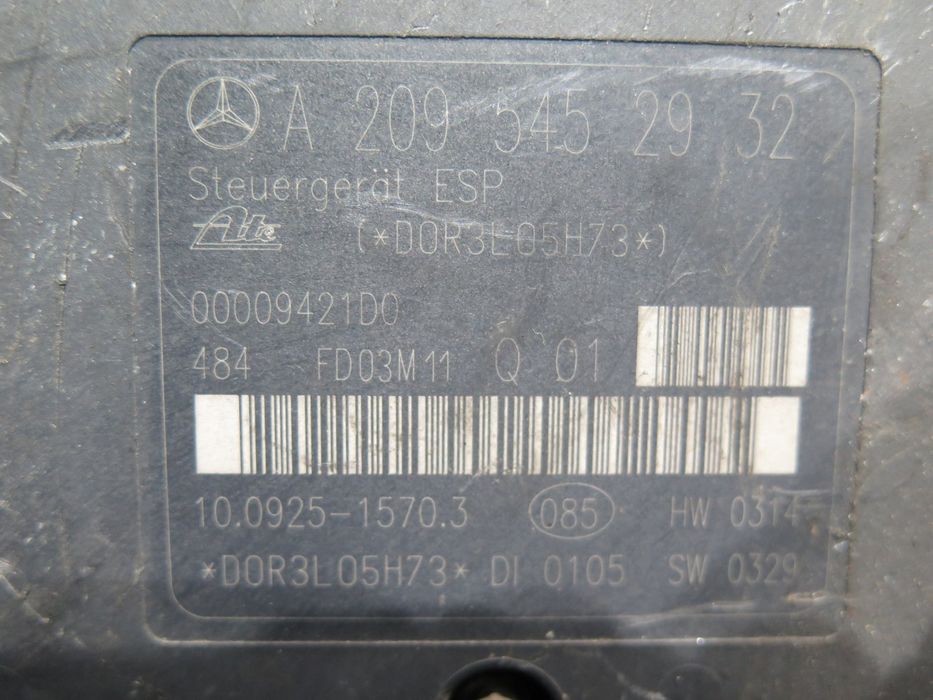 A 209 545 29 32
Steuergerät ESP
Ate (*D0R3L05H73*)
00009421D0
484 FD03M11 Q 01
10.0925-1570.3 085 HW 0314
*D0R3L05H73* DI 0105 SW 0329